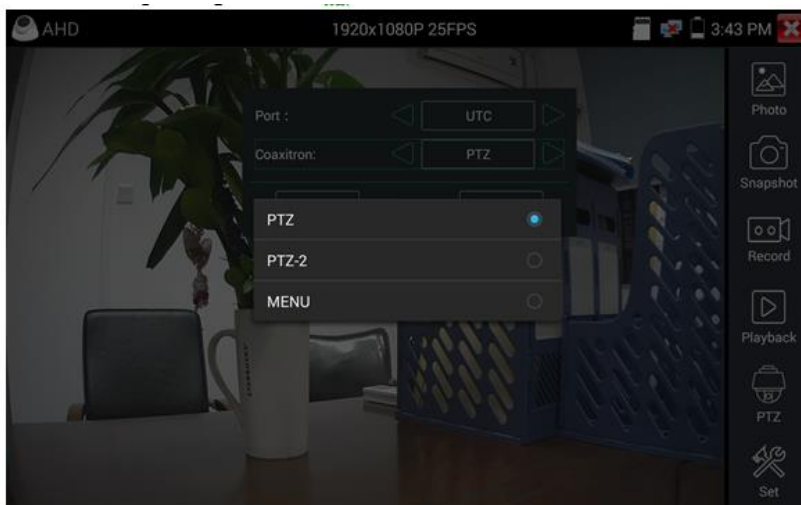 AHD 1920x1080P 25FPS 3:43 PM
Port : UTC
Coaxitron: PTZ
PTZ
PTZ-2
MENU
Photo
Snapshot
Record
Playback
PTZ
Set